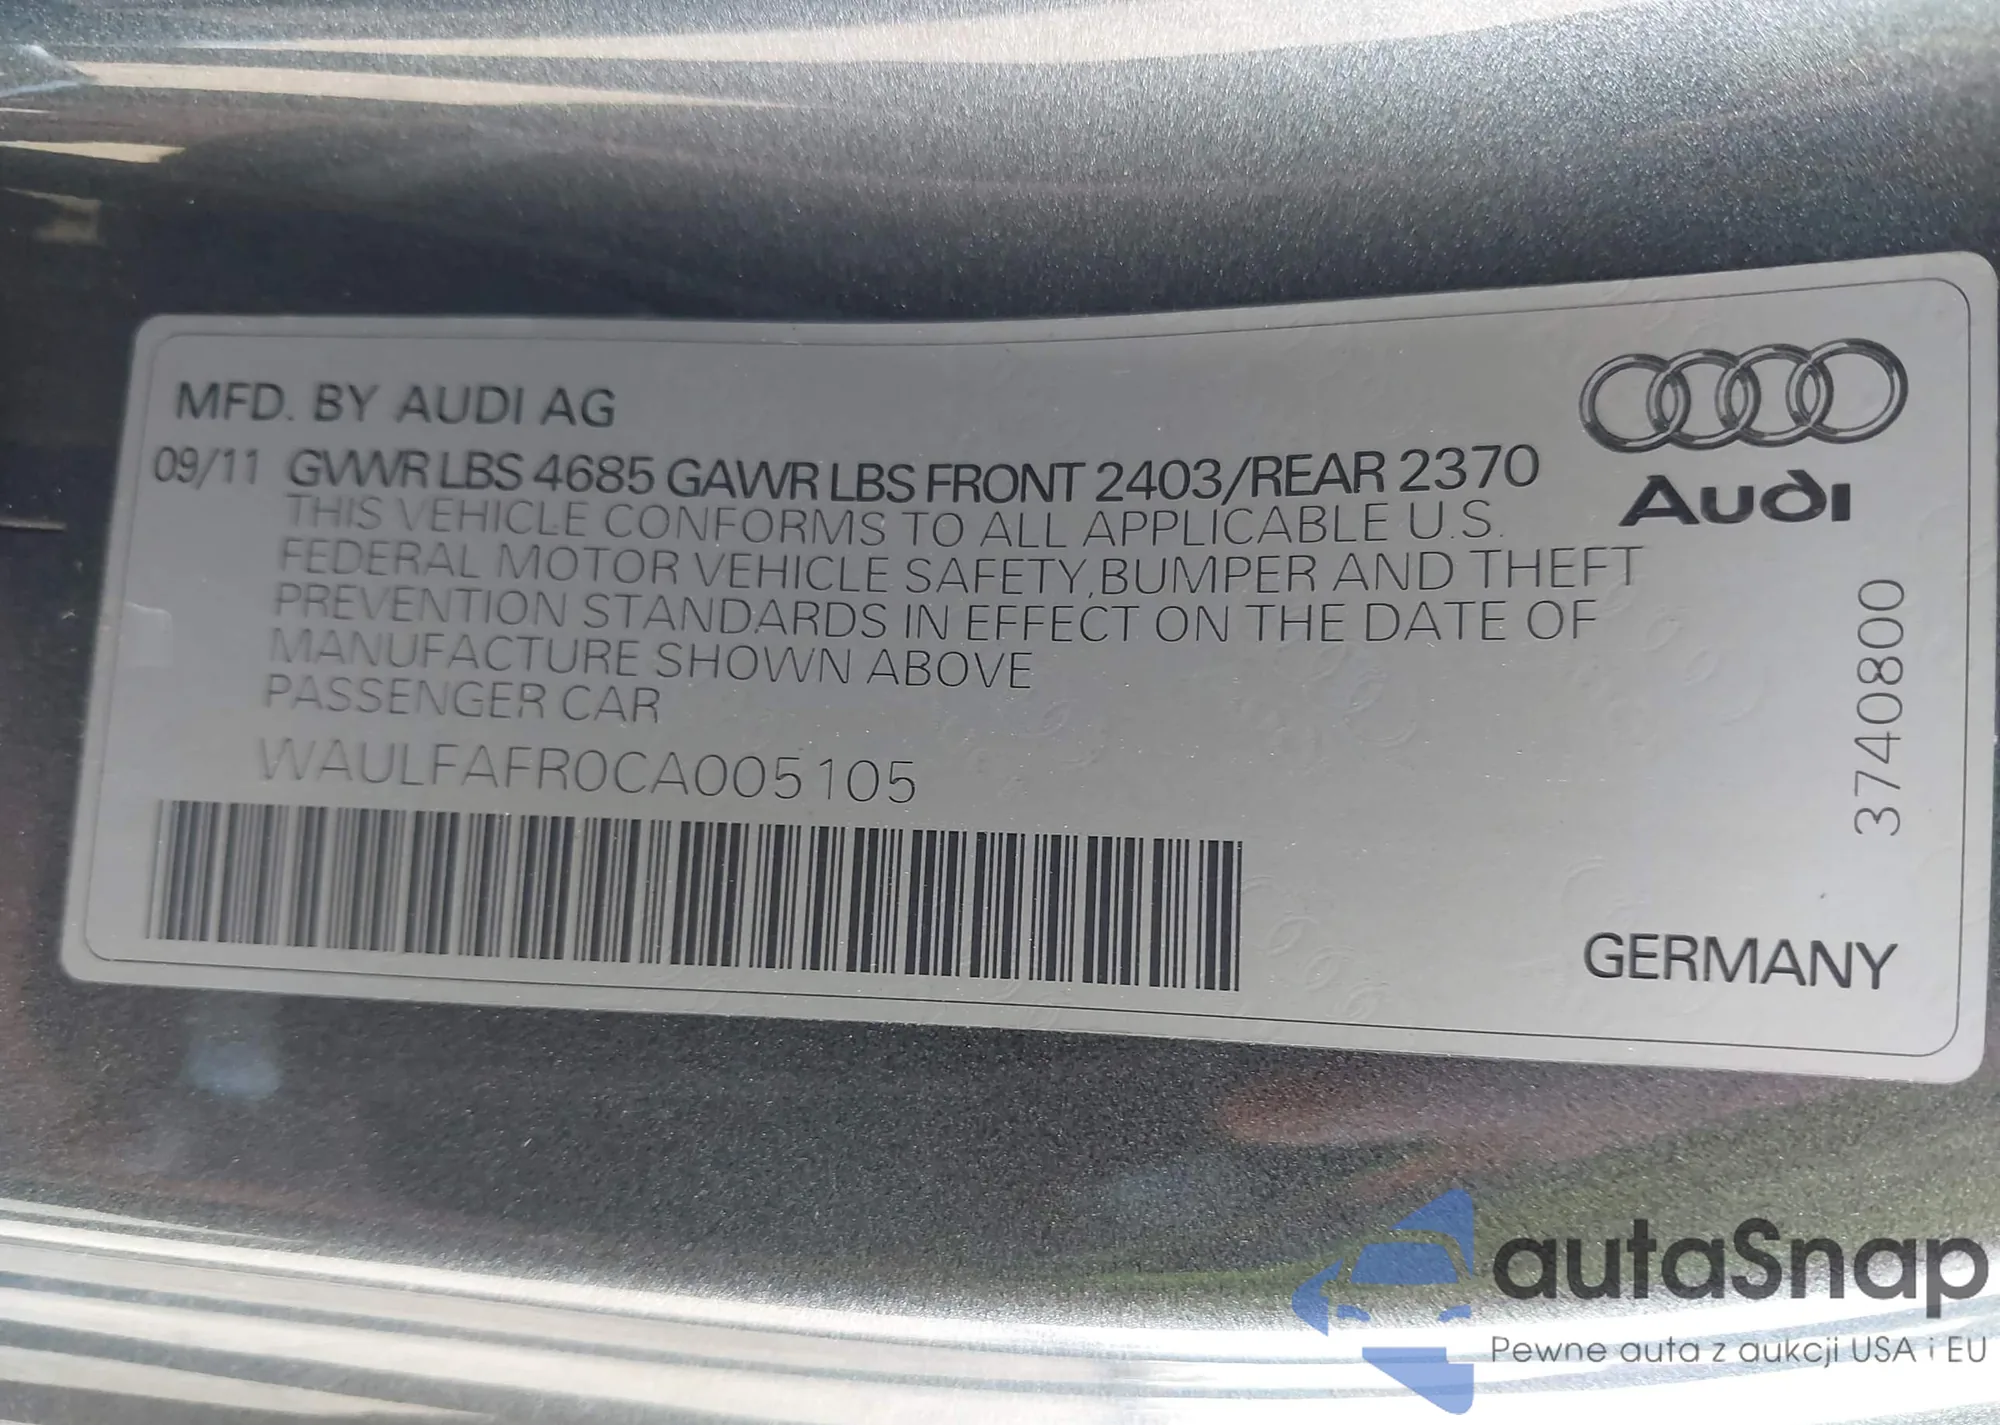 MFD. BY AUDI AG
09/11 GVWR LBS 4685 GAWR LBS FRONT 2403/REAR 2370
THIS VEHICLE CONFORMS TO ALL APPLICABLE U.S.
FEDERAL MOTOR VEHICLE SAFETY,BUMPER AND THEFT
PREVENTION STANDARDS IN EFFECT ON THE DATE OF
MANUFACTURE SHOWN ABOVE
PASSENGER CAR
WAULFAFR0CA005105
Audi
3740800
GERMANY
autaSnap
Pewne auta z aukcji USA i EU